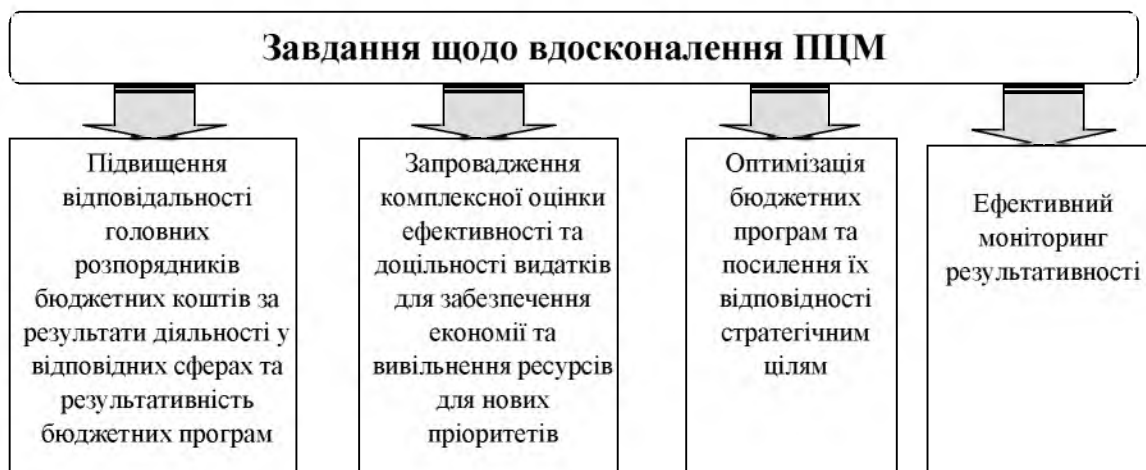 Завдання щодо вдосконалення ПЦМ
Підвищення
відповідальності
головних
розпорядників
бюджетних коштів за
результати діяльності у
відповідних сферах та
результативність
бюджетних програм
Запровадження
комплексної оцінки
ефективності та
доцільності видатків
для забезпечення
економії та
вивільнення ресурсів
для нових
пріоритетів
Оптимізація
бюджетних
програм та
посилення їх
відповідності
стратегічним
цілям
Ефективний
моніторинг
результативності